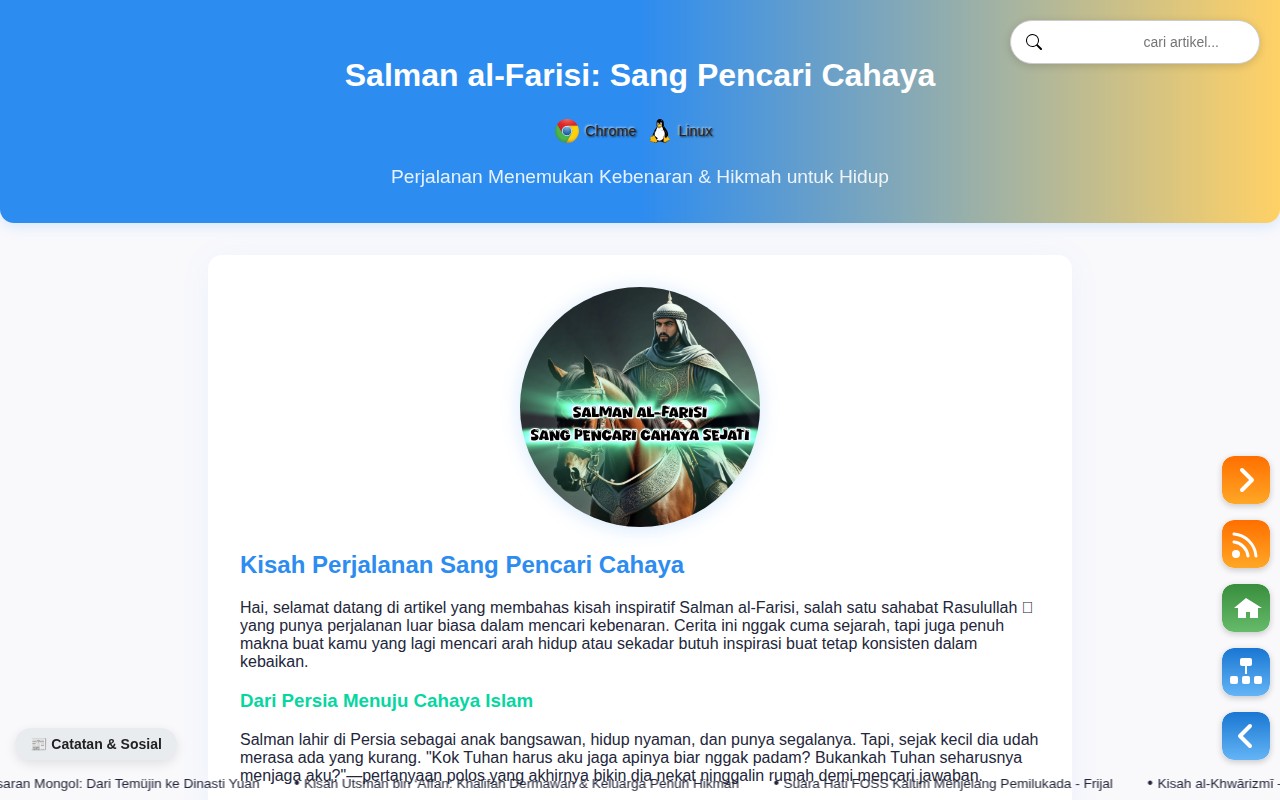 cari artikel...
Salman al-Farisi: Sang Pencari Cahaya
Chrome Linux
Perjalanan Menemukan Kebenaran & Hikmah untuk Hidup
SALMAN AL-FARISI
SANG PENCARI CAHAYA SEJATI
Kisah Perjalanan Sang Pencari Cahaya
Hai, selamat datang di artikel yang membahas kisah inspiratif Salman al-Farisi, salah satu sahabat Rasulullah
yang punya perjalanan luar biasa dalam mencari kebenaran. Cerita ini nggak cuma sejarah, tapi juga penuh
makna buat kamu yang lagi mencari arah hidup atau sekadar butuh inspirasi buat tetap konsisten dalam
kebaikan.
Dari Persia Menuju Cahaya Islam
Salman lahir di Persia sebagai anak bangsawan, hidup nyaman, dan punya segalanya. Tapi, sejak kecil dia udah
merasa ada yang kurang. "Kok Tuhan harus aku jaga apinya biar nggak padam? Bukankah Tuhan seharusnya
menjaga aku?"—pertanyaan polos yang akhirnya bikin dia nekat ninggalin rumah demi mencari jawaban.
📰 Catatan & Sosial
saran Mongol: Dari Temüjin ke Dinasti Yuan • Kisah Utsman bin 'Affan: Khalifah Dermawan & Keluarga Penuh Hikmah • Suara Hati FOSS Kaltim Menjelang Pemilukada - Frijal • Kisah al-Khwārizmī